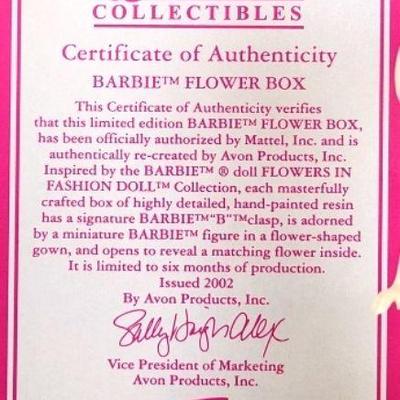 COLLECTIBLES
Certificate of Authenticity
BARBIE™ FLOWER BOX
This Certificate of Authenticity verifies
that this limited edition BARBIE™ FLOWER BOX,
has been officially authorized by Mattel, Inc. and is
authentically re-created by Avon Products, Inc.
Inspired by the BARBIE™ ® doll FLOWERS IN
FASHION DOLL™ Collection, each masterfully
crafted box of highly detailed, hand-painted resin
has a signature BARBIE™“B”™clasp, is adorned
by a miniature BARBIE™ figure in a flower-shaped
gown, and opens to reveal a matching flower inside.
It is limited to six months of production.
Issued 2002
By Avon Products, Inc.
Vice President of Marketing
Avon Products, Inc.